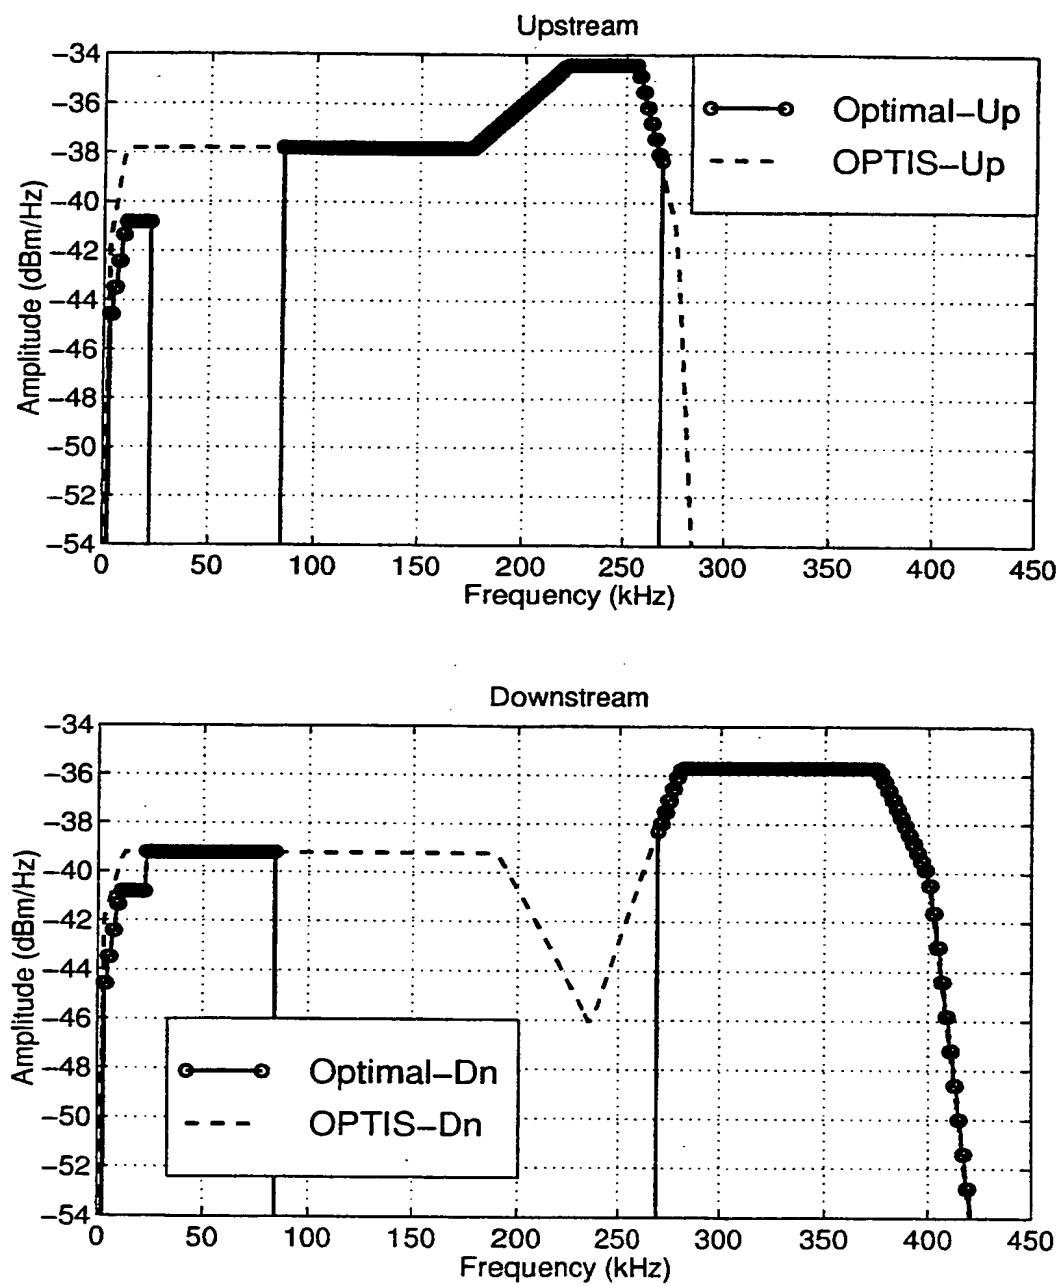 Upstream
Amplitude (dBm/Hz)
−34
−36
−38
−40
−42
−44
−46
−48
−50
−52
−54
Optimal−Up
OPTIS−Up
0 50 100 150 200 250 300 350 400 450
Frequency (kHz)
Downstream
Amplitude (dBm/Hz)
−34
−36
−38
−40
−42
−44
−46
−48
−50
−52
−54
Optimal−Dn
OPTIS−Dn
0 50 100 150 200 250 300 350 400 450
Frequency (kHz)